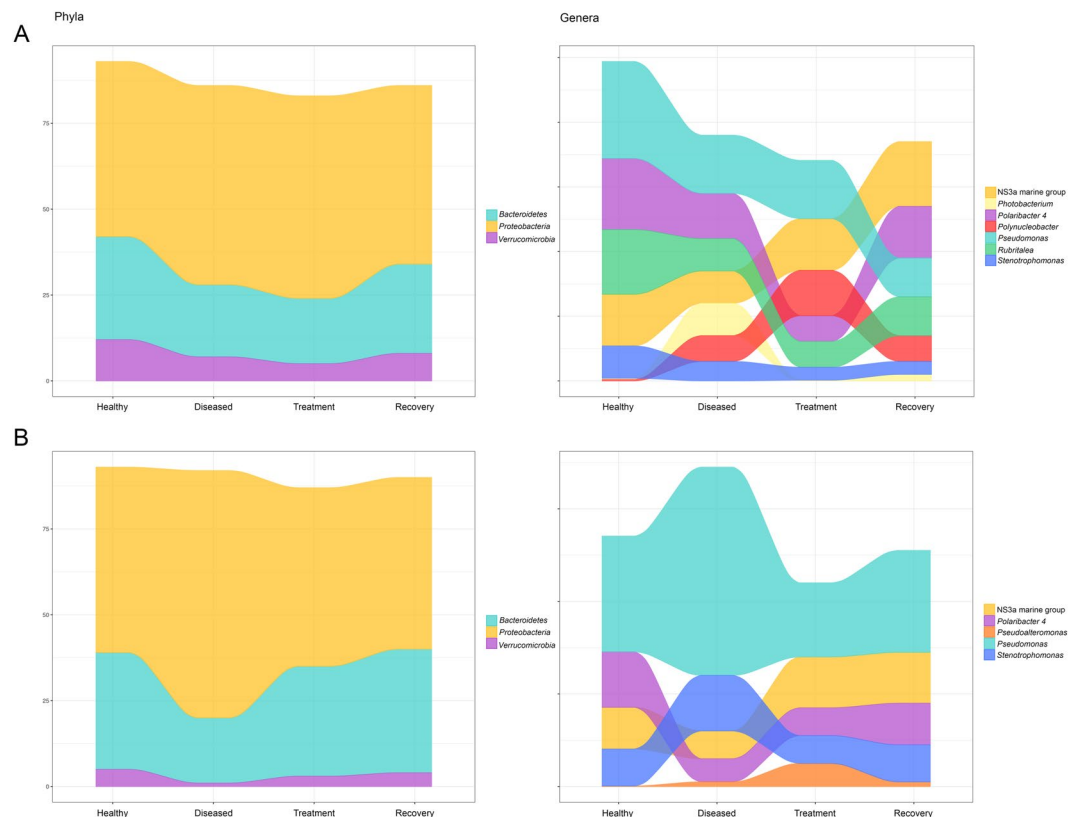 Phyla
Genera
A
75
50
25
0
Healthy
Diseased
Treatment
Recovery
Bacteroidetes
Proteobacteria
Verrucomicrobia
Healthy
Diseased
Treatment
Recovery
NS3a marine group
Photobacterium
Polaribacter 4
Polynucleobacter
Pseudomonas
Rubritalea
Stenotrophomonas
B
75
50
25
0
Healthy
Diseased
Treatment
Recovery
Bacteroidetes
Proteobacteria
Verrucomicrobia
Healthy
Diseased
Treatment
Recovery
NS3a marine group
Polaribacter 4
Pseudoalteromonas
Pseudomonas
Stenotrophomonas